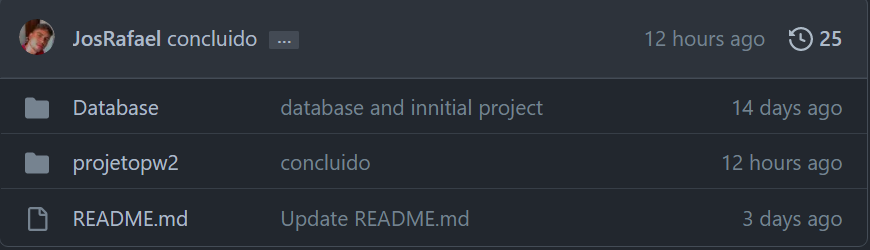 JosRafael concluido ... 12 hours ago 25
Database database and innitial project 14 days ago
projetopw2 concluido 12 hours ago
README.md Update README.md 3 days ago